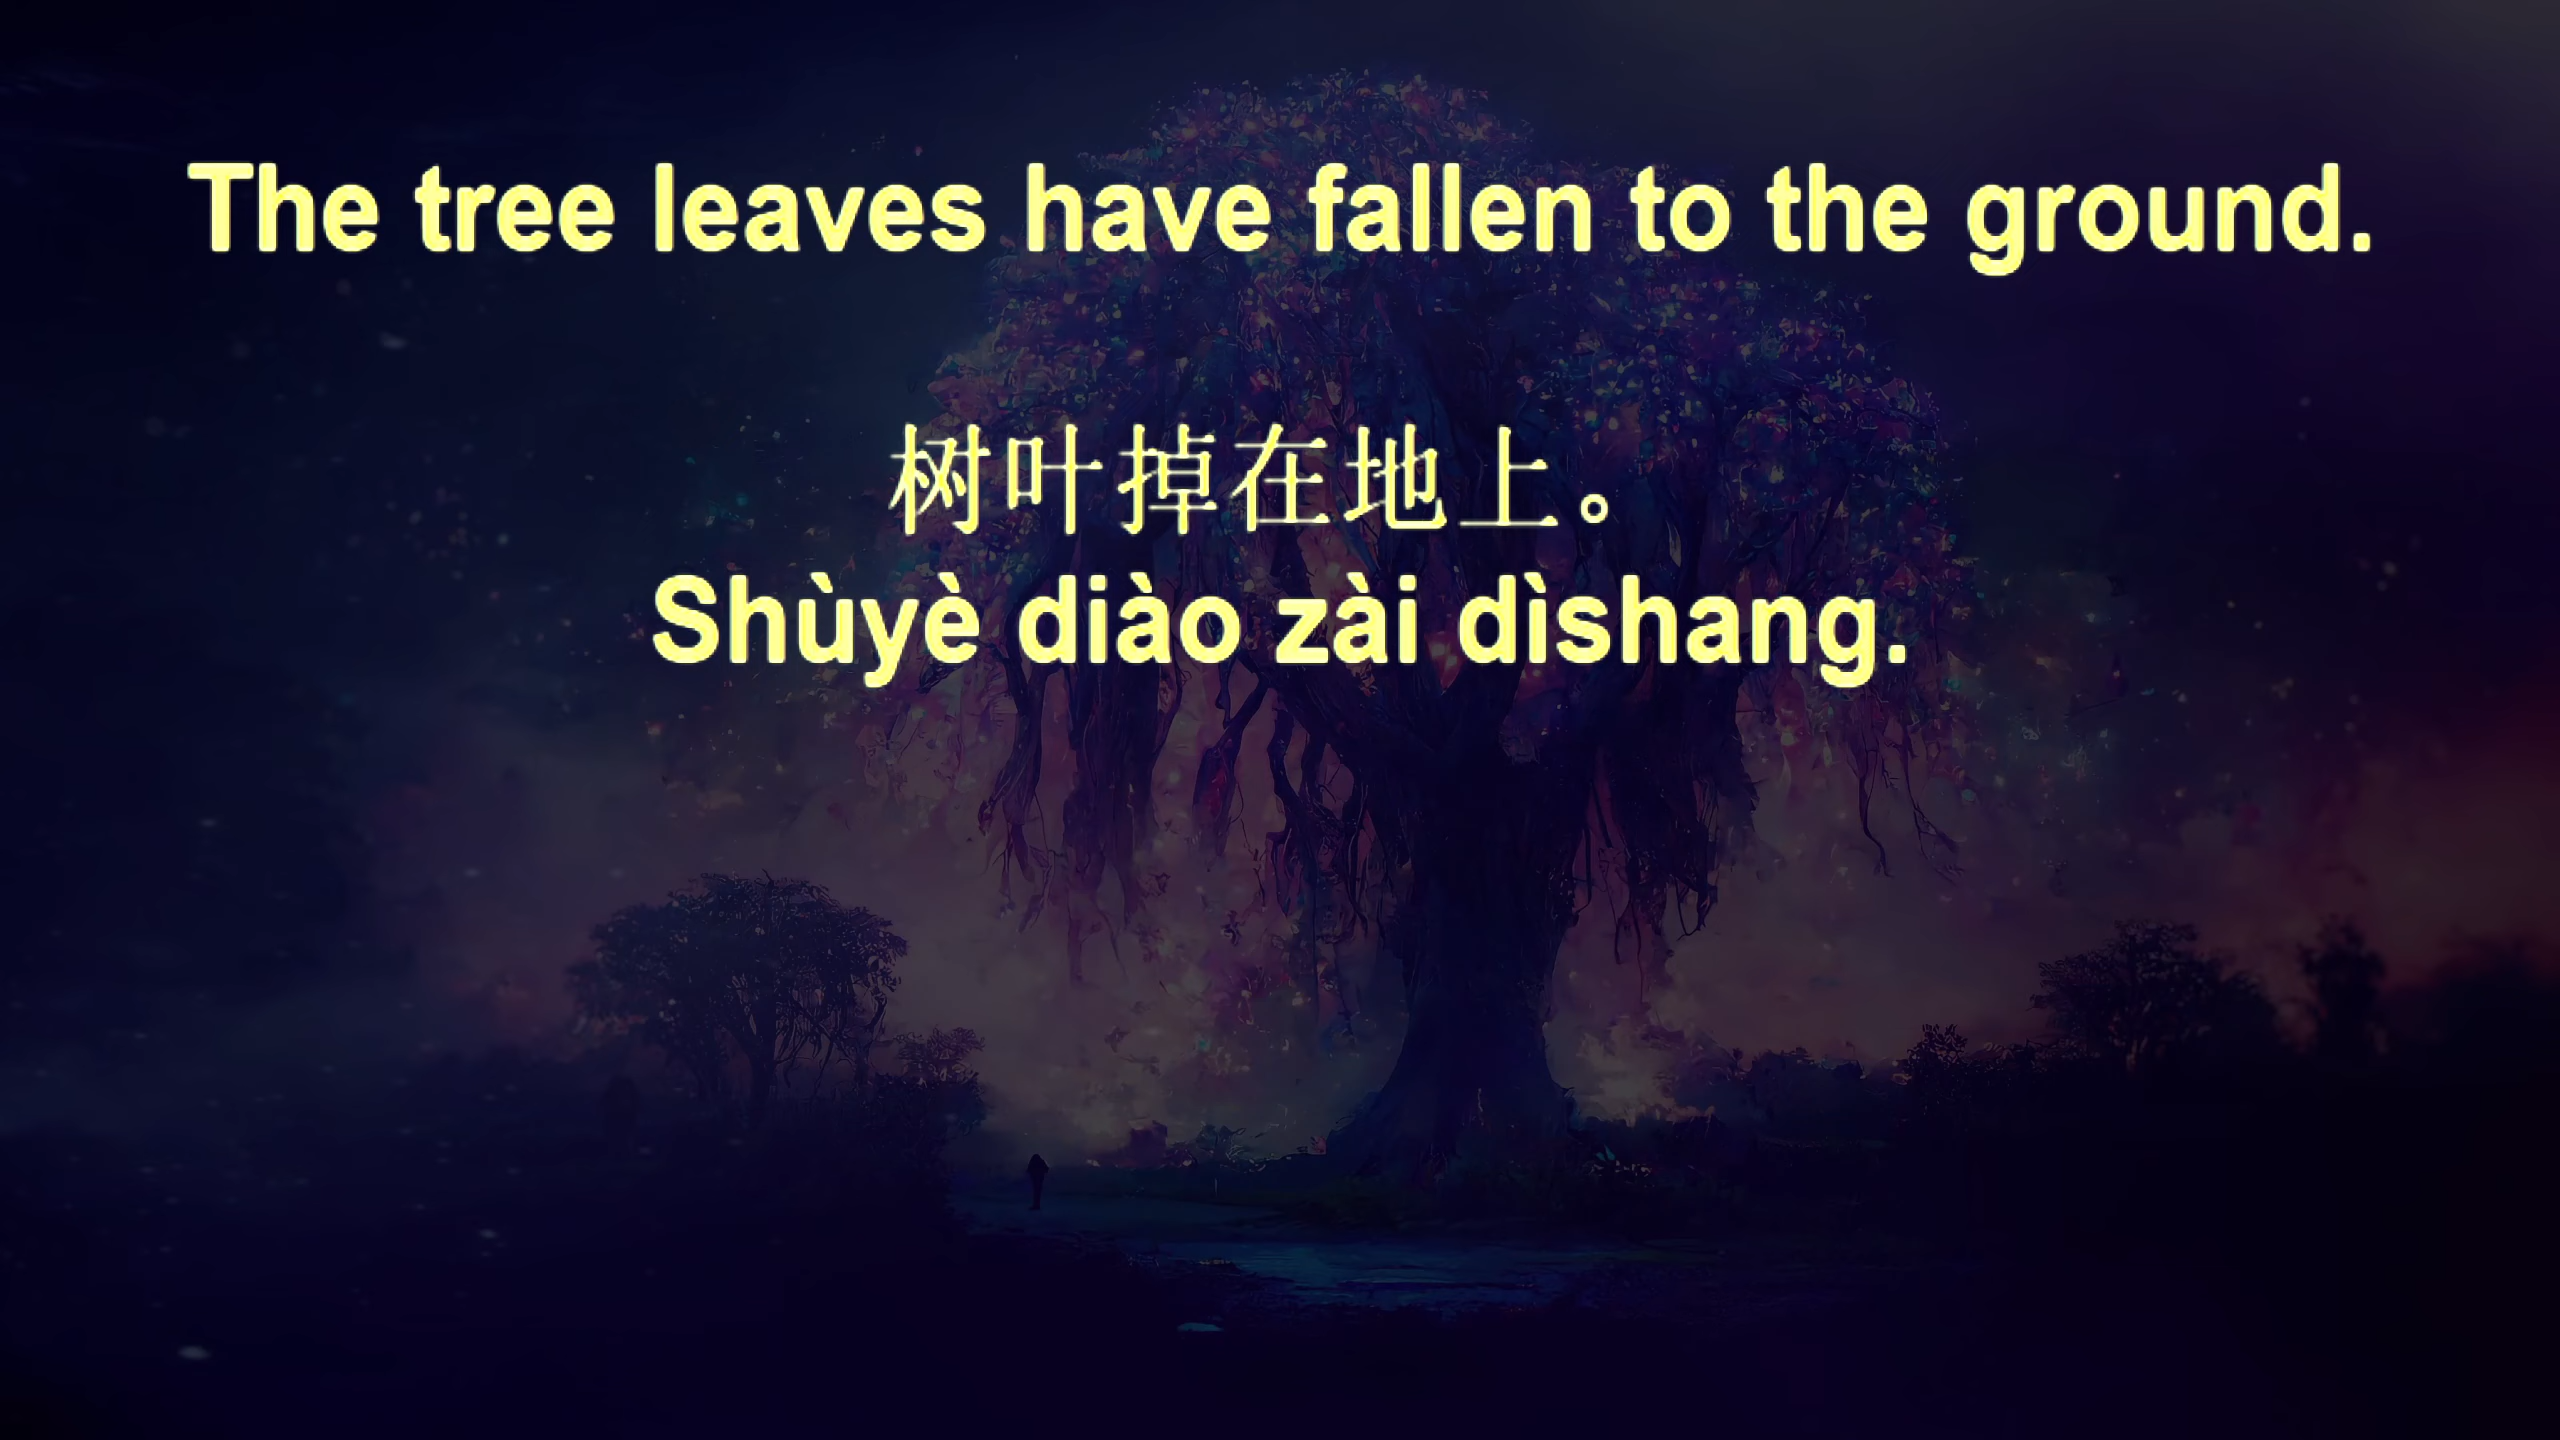 The tree leaves have fallen to the ground.
树叶掉在地上。
Shùyè diào zài dìshang.